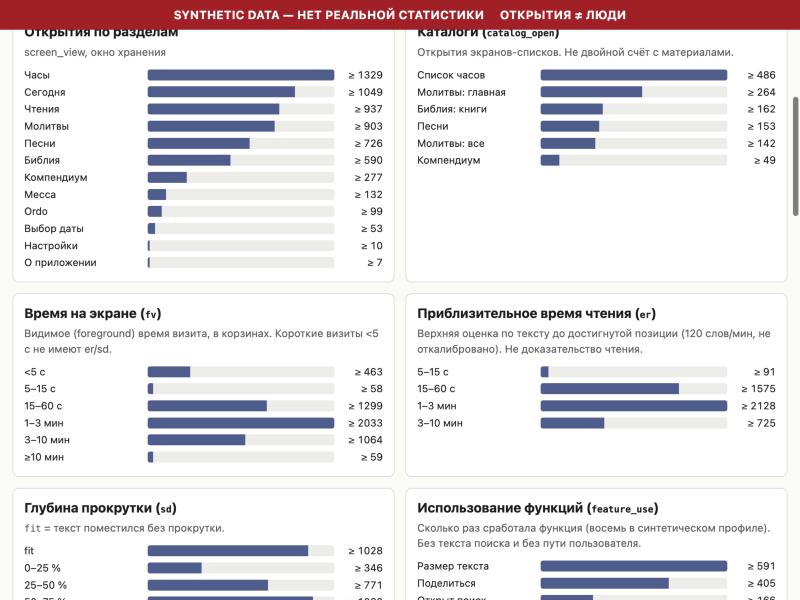 SYNTHETIC DATA — НЕТ РЕАЛЬНОЙ СТАТИСТИКИ ОТКРЫТИЯ ≠ ЛЮДИ
Открытия по разделам
screen_view, окно хранения
Часы ≥ 1329
Сегодня ≥ 1049
Чтения ≥ 937
Молитвы ≥ 903
Песни ≥ 726
Библия ≥ 590
Компендиум ≥ 277
Месса ≥ 132
Ordo ≥ 99
Выбор даты ≥ 53
Настройки ≥ 10
О приложении ≥ 7
Каталоги (catalog_open)
Открытия экранов-списков. Не двойной счёт с материалами.
Список часов ≥ 486
Молитвы: главная ≥ 264
Библия: книги ≥ 162
Песни ≥ 153
Молитвы: все ≥ 142
Компендиум ≥ 49
Время на экране (fv)
Видимое (foreground) время визита, в корзинах. Короткие визиты <5
с не имеют er/sd.
<5 с ≥ 463
5–15 с ≥ 58
15–60 с ≥ 1299
1–3 мин ≥ 2033
3–10 мин ≥ 1064
≥10 мин ≥ 59
Приблизительное время чтения (er)
Верхняя оценка по тексту до достигнутой позиции (120 слов/мин, не
откалибровано). Не доказательство чтения.
5–15 с ≥ 91
15–60 с ≥ 1575
1–3 мин ≥ 2128
3–10 мин ≥ 725
Глубина прокрутки (sd)
fit = текст поместился без прокрутки.
fit ≥ 1028
0–25 % ≥ 346
25–50 % ≥ 771
Использование функций (feature_use)
Сколько раз сработала функция (восемь в синтетическом профиле).
Без текста поиска и без пути пользователя.
Размер текста ≥ 591
Поделиться ≥ 405